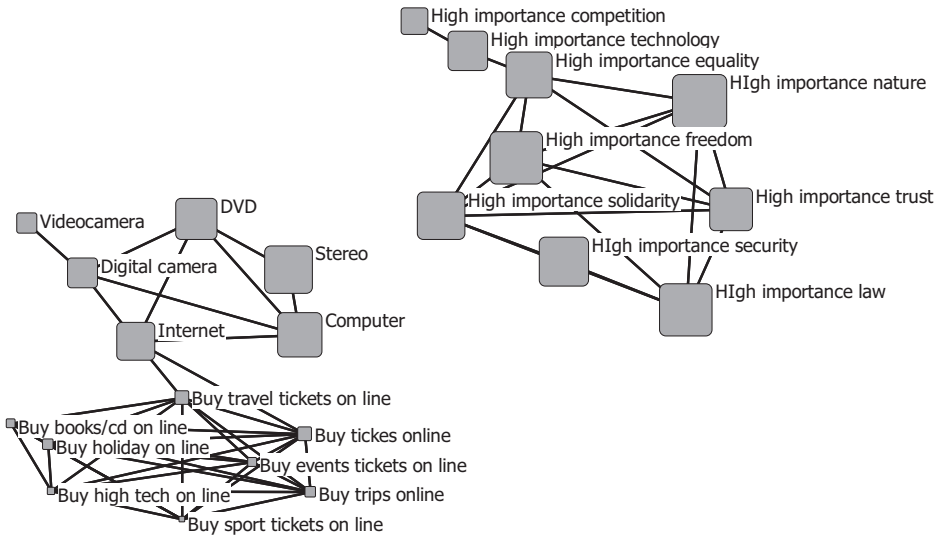 High importance competition
High importance technology
High importance equality
HIgh importance nature
High importance freedom
High importance solidarity
High importance trust
HIgh importance security
HIgh importance law
DVD
Videocamera
Stereo
Digital camera
Computer
Internet
Buy travel tickets on line
Buy books/cd on line
Buy tickes online
Buy holiday on line
Buy events tickets on line
Buy high tech on line
Buy trips online
Buy sport tickets on line